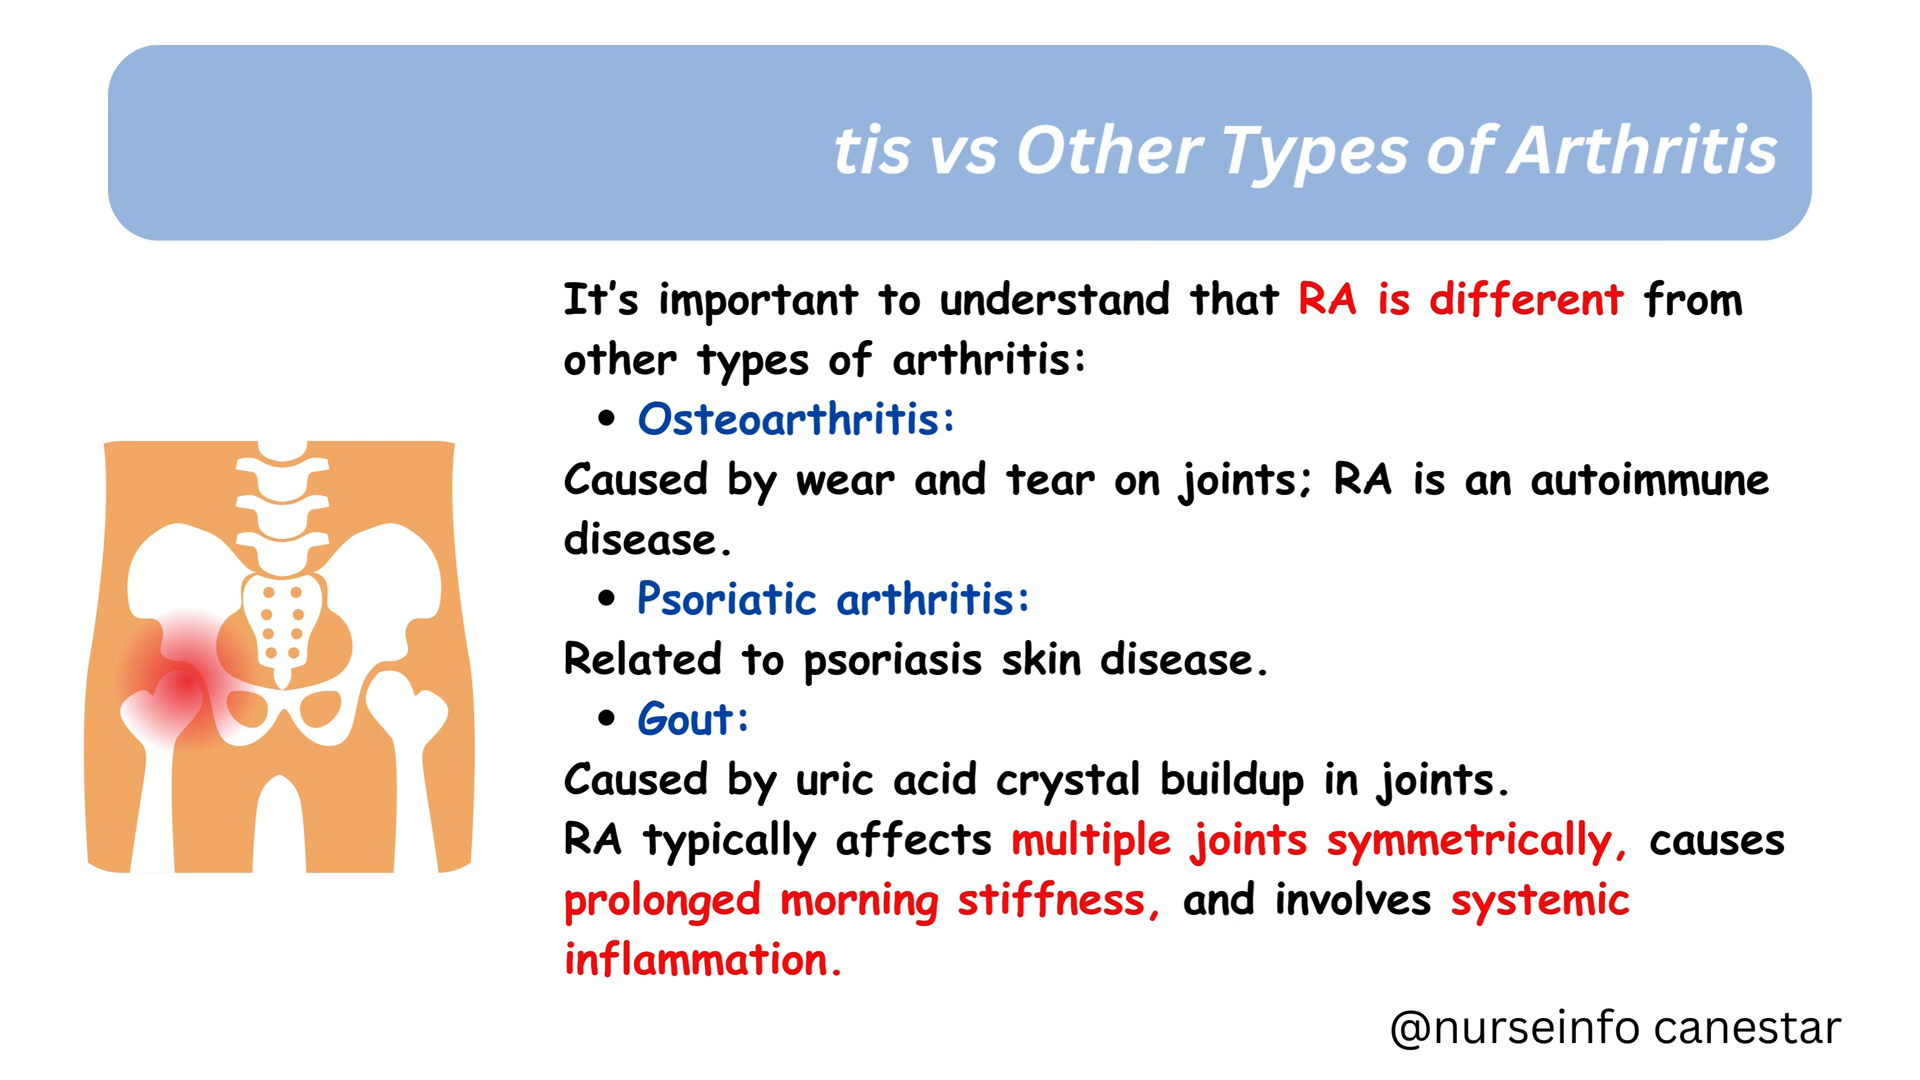 tis vs Other Types of Arthritis
It's important to understand that RA is different from
other types of arthritis:
• Osteoarthritis:
Caused by wear and tear on joints; RA is an autoimmune
disease.
• Psoriatic arthritis:
Related to psoriasis skin disease.
• Gout:
Caused by uric acid crystal buildup in joints.
RA typically affects multiple joints symmetrically, causes
prolonged morning stiffness, and involves systemic
inflammation.
@nurseinfo canestar